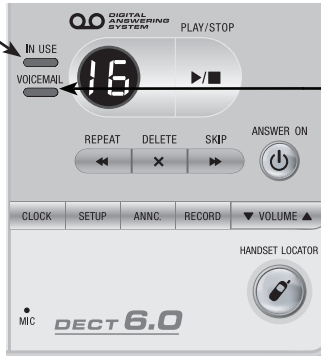 DIGITAL
ANSWERING
SYSTEM
PLAY/STOP
IN USE
VOICEMAIL
16
REPEAT DELETE SKIP
ANSWER ON
CLOCK SETUP ANNC. RECORD VOLUME
HANDSET LOCATOR
MIC
DECT 6.0